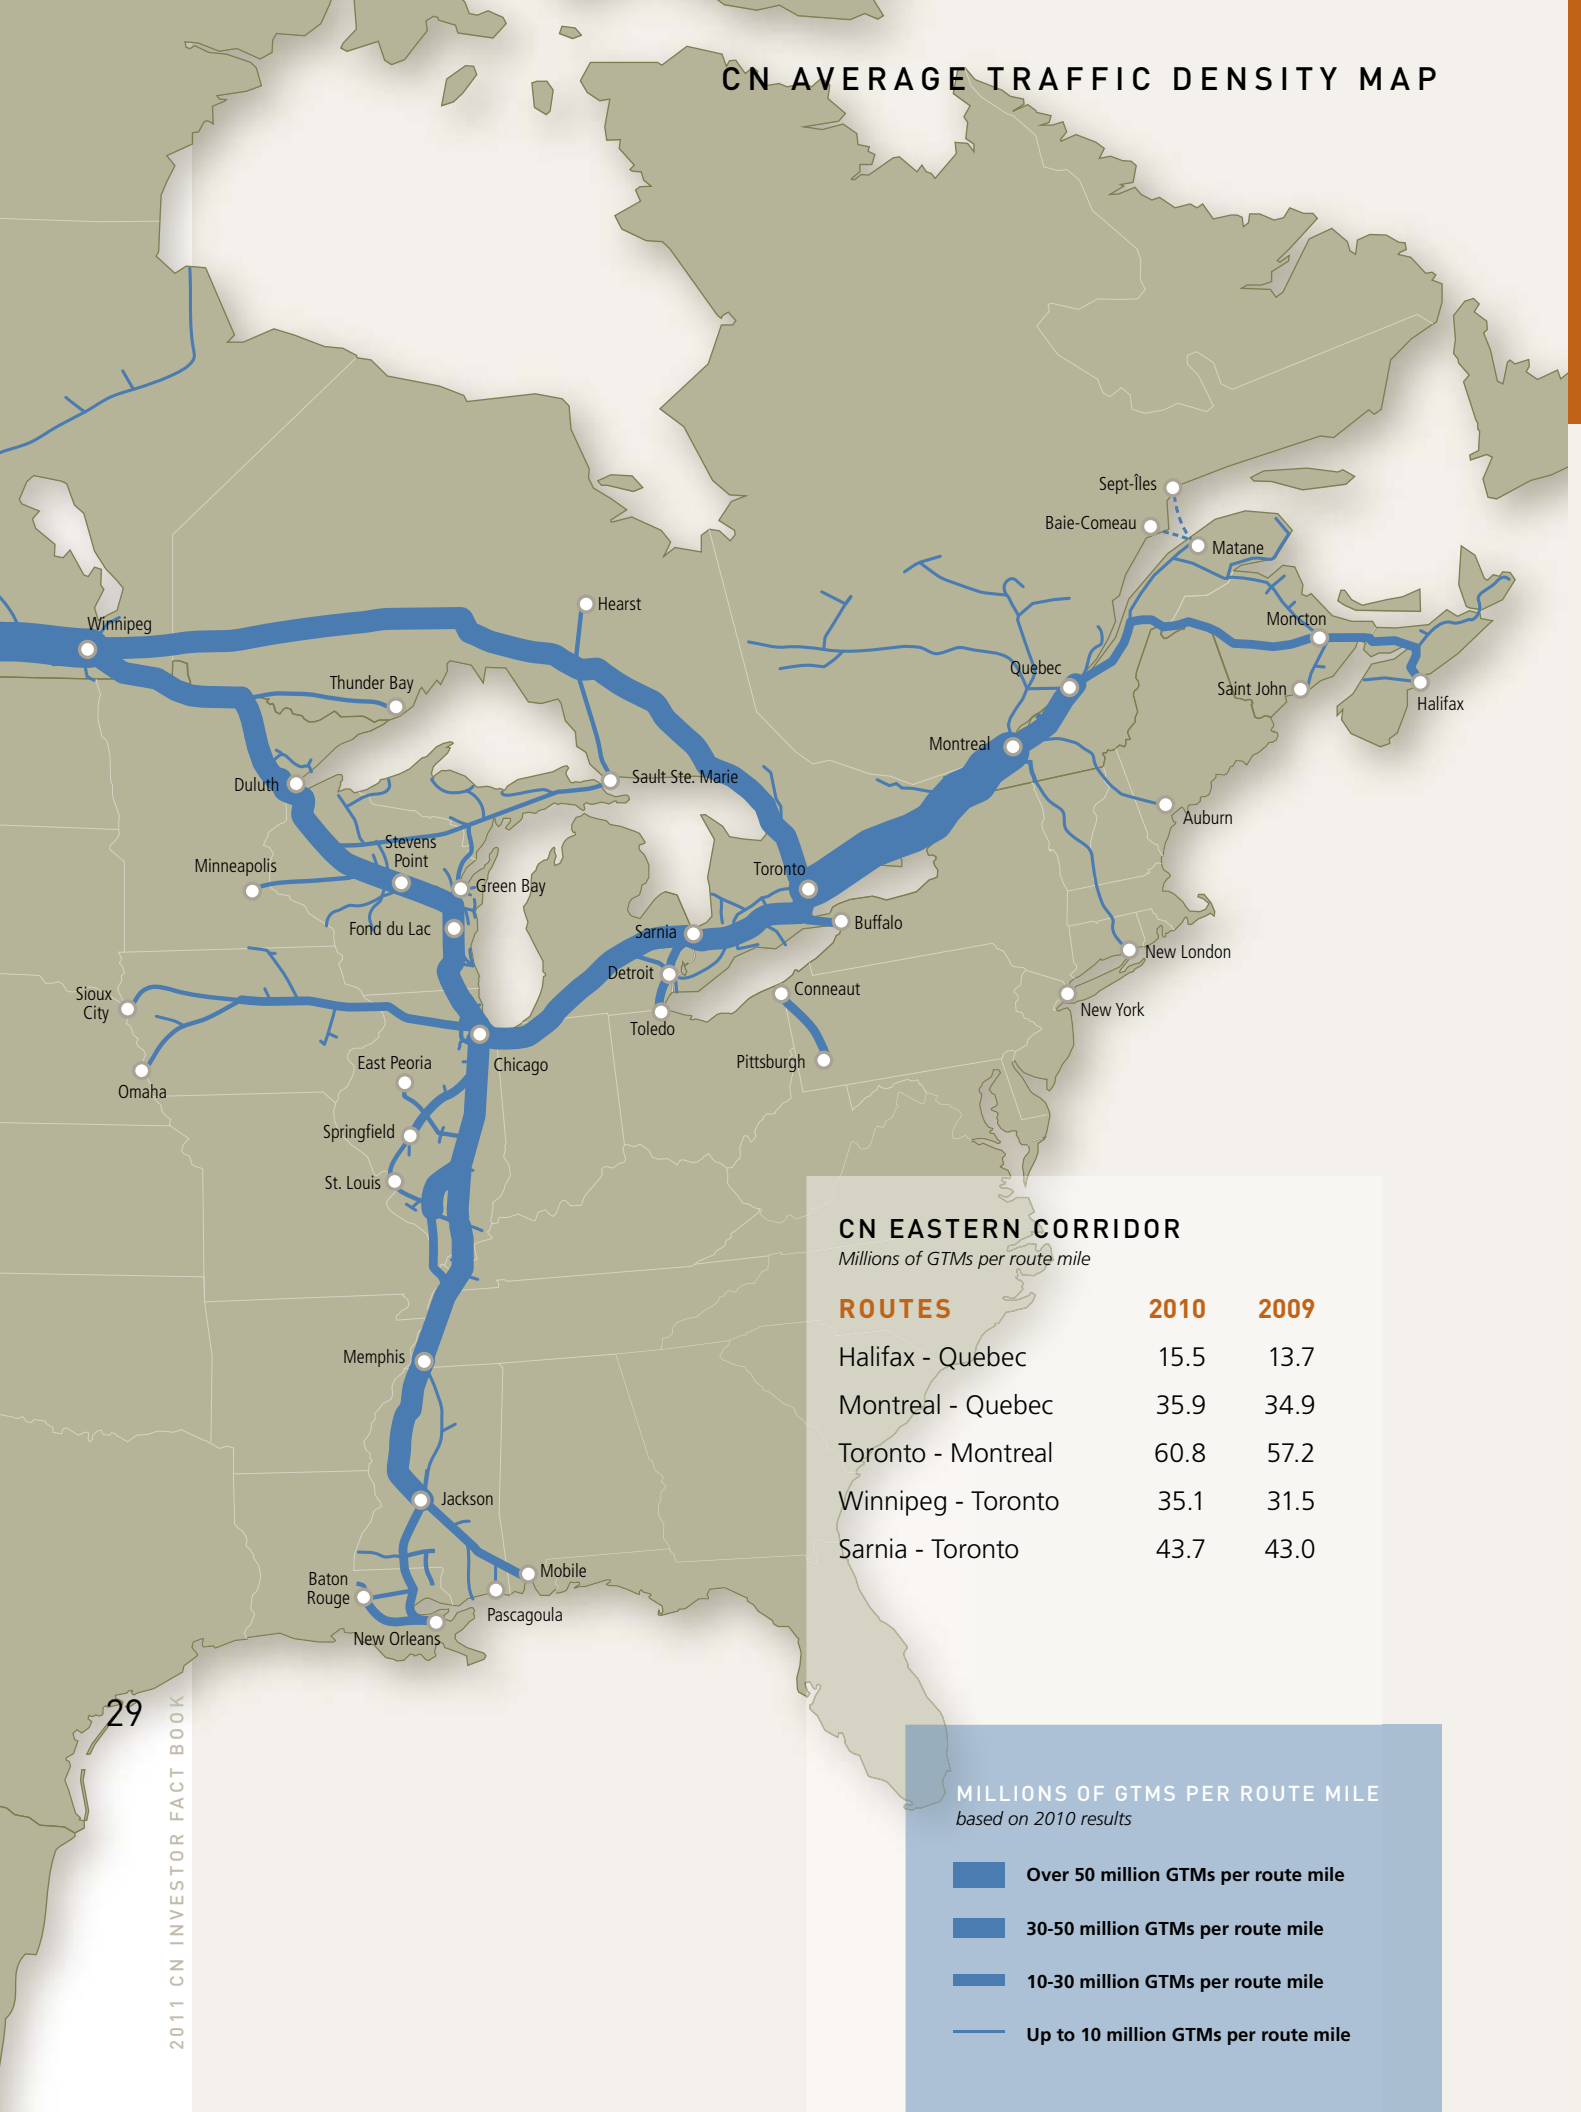 CN AVERAGE TRAFFIC DENSITY MAP
Sept-Îles
Baie-Comeau
Matane
Hearst
Winnipeg
Moncton
Quebec
Thunder Bay
Saint John
Halifax
Montreal
Sault Ste. Marie
Duluth
Auburn
Stevens
Point
Minneapolis
Toronto
Green Bay
Buffalo
Fond du Lac
Sarnia
New London
Detroit
Conneaut
Sioux
City
New York
Toledo
East Peoria
Chicago
Pittsburgh
Omaha
Springfield
St. Louis
Memphis
Jackson
Baton
Rouge
Mobile
Pascagoula
New Orleans
CN EASTERN CORRIDOR
Millions of GTMs per route mile
ROUTES 2010 2009
Halifax - Quebec 15.5 13.7
Montreal - Quebec 35.9 34.9
Toronto - Montreal 60.8 57.2
Winnipeg - Toronto 35.1 31.5
Sarnia - Toronto 43.7 43.0
MILLIONS OF GTMS PER ROUTE MILE
based on 2010 results
Over 50 million GTMs per route mile
30-50 million GTMs per route mile
10-30 million GTMs per route mile
Up to 10 million GTMs per route mile
29
2011 CN INVESTOR FACT BOOK